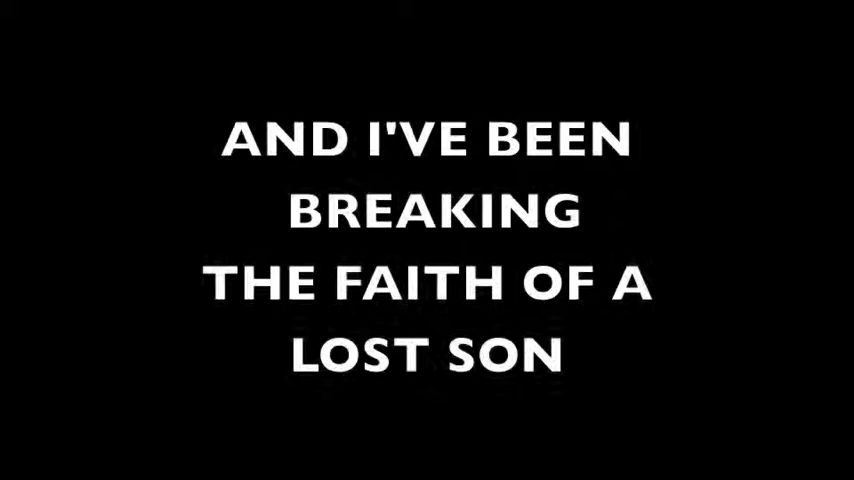 AND I'VE BEEN
BREAKING
THE FAITH OF A
LOST SON